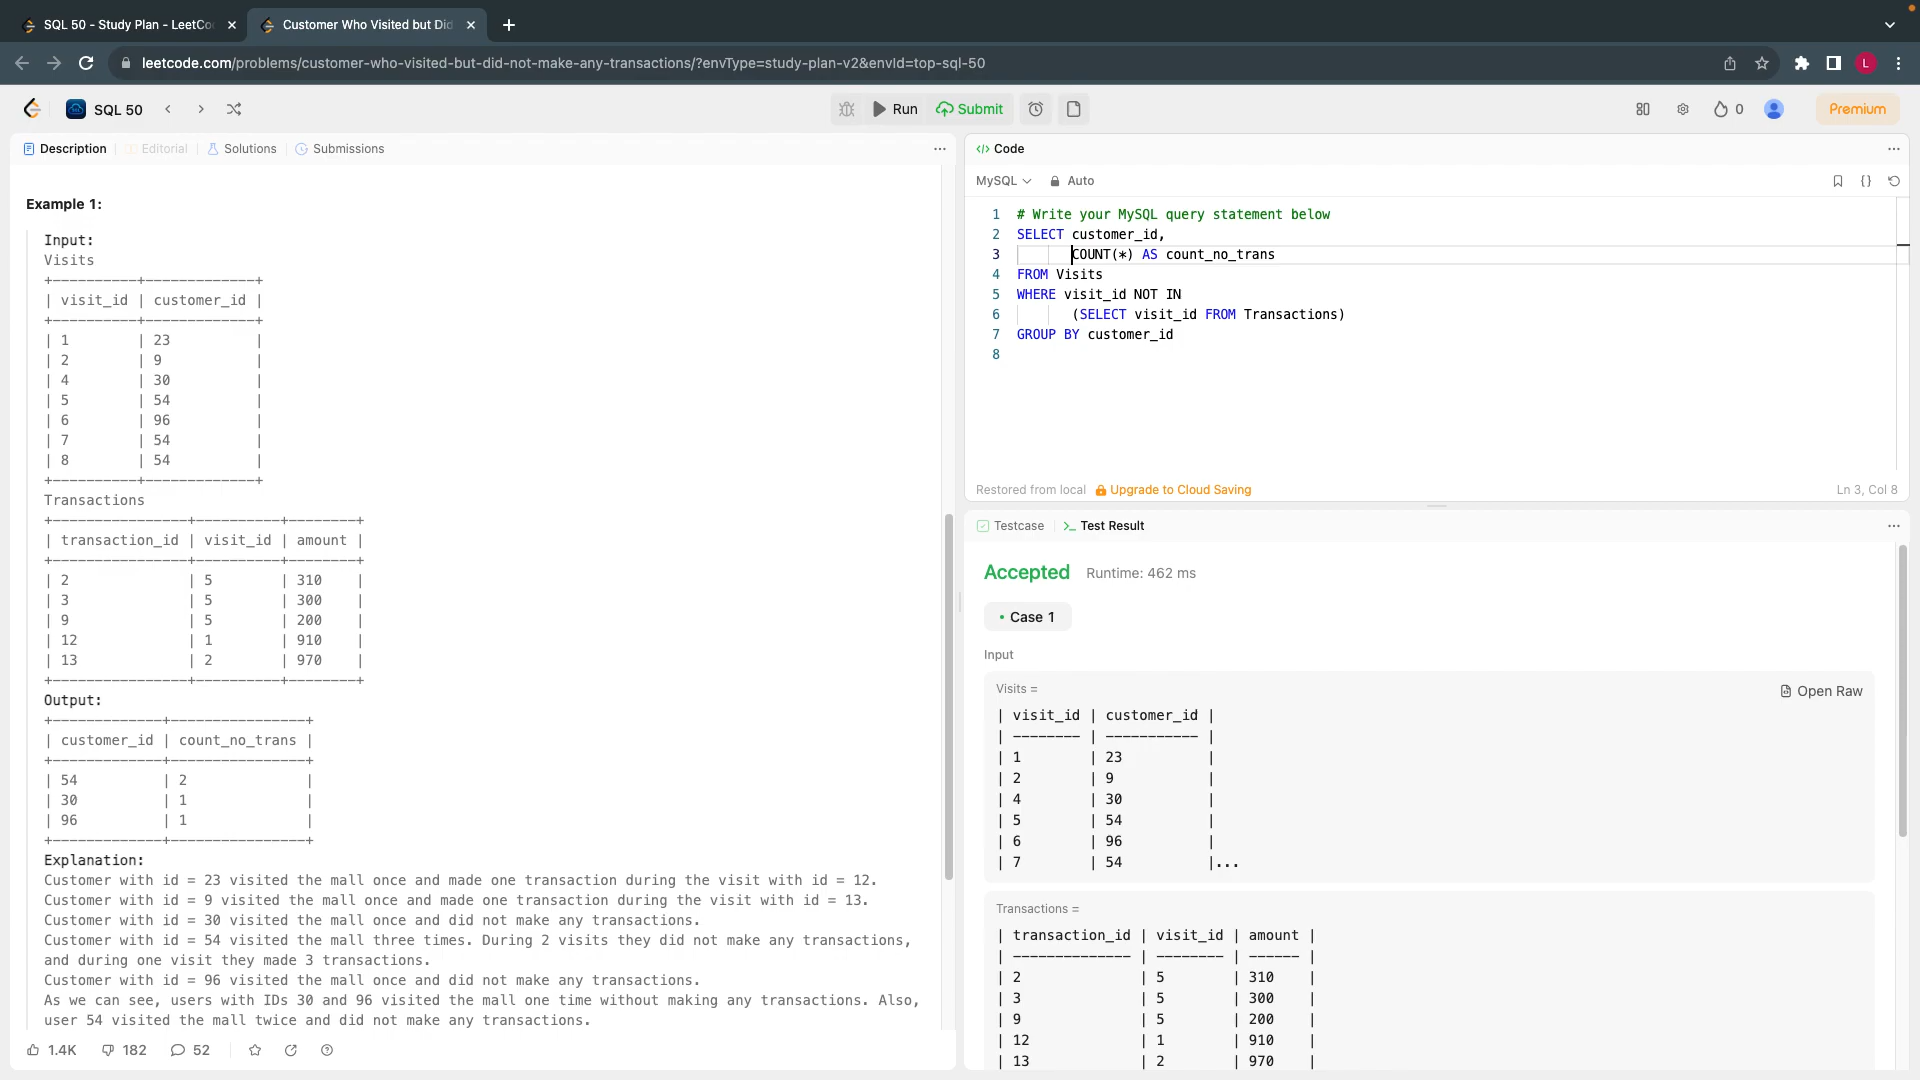 SQL 50 - Study Plan - LeetCo
Customer Who Visited but Did
leetcode.com/problems/customer-who-visited-but-did-not-make-any-transactions/?envType=study-plan-v2&envId=top-sql-50
L
SQL 50
Run
Submit
0
Premium
Description
Editorial
Solutions
Submissions
Example 1:
Input:
Visits
+----------+-------------+
| visit_id | customer_id |
+----------+-------------+
| 1        | 23          |
| 2        | 9           |
| 4        | 30          |
| 5        | 54          |
| 6        | 96          |
| 7        | 54          |
| 8        | 54          |
+----------+-------------+
Transactions
+----------------+----------+--------+
| transaction_id | visit_id | amount |
+----------------+----------+--------+
| 2              | 5        | 310    |
| 3              | 5        | 300    |
| 9              | 5        | 200    |
| 12             | 1        | 910    |
| 13             | 2        | 970    |
+----------------+----------+--------+
Output:
+-------------+----------------+
| customer_id | count_no_trans |
+-------------+----------------+
| 54          | 2              |
| 30          | 1              |
| 96          | 1              |
+-------------+----------------+
Explanation:
Customer with id = 23 visited the mall once and made one transaction during the visit with id = 12.
Customer with id = 9 visited the mall once and made one transaction during the visit with id = 13.
Customer with id = 30 visited the mall once and did not make any transactions.
Customer with id = 54 visited the mall three times. During 2 visits they did not make any transactions,
and during one visit they made 3 transactions.
Customer with id = 96 visited the mall once and did not make any transactions.
As we can see, users with IDs 30 and 96 visited the mall one time without making any transactions. Also,
user 54 visited the mall twice and did not make any transactions.
1.4K
182
52
</> Code
MySQL
Auto
{}
1 # Write your MySQL query statement below
2 SELECT customer_id,
3        COUNT(*) AS count_no_trans
4 FROM Visits
5 WHERE visit_id NOT IN
6        (SELECT visit_id FROM Transactions)
7 GROUP BY customer_id
8
Restored from local
Upgrade to Cloud Saving
Ln 3, Col 8
Testcase
>_ Test Result
Accepted
Runtime: 462 ms
• Case 1
Input
Visits =
Open Raw
| visit_id | customer_id |
| -------- | ----------- |
| 1        | 23          |
| 2        | 9           |
| 4        | 30          |
| 5        | 54          |
| 6        | 96          |
| 7        | 54          |...
Transactions =
| transaction_id | visit_id | amount |
| -------------- | -------- | ------ |
| 2              | 5        | 310    |
| 3              | 5        | 300    |
| 9              | 5        | 200    |
| 12             | 1        | 910    |
| 13             | 2        | 970    |